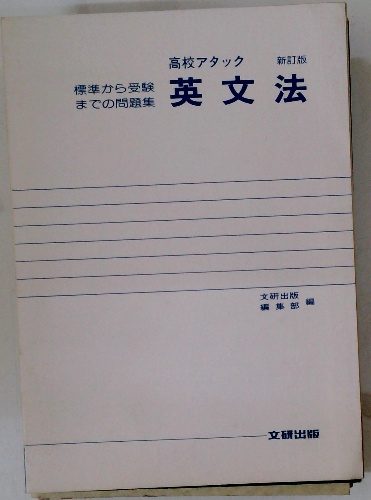 高校アタック 新訂版
標準から受験
までの問題集
英文法
文研出版
編集部 編
文研出版